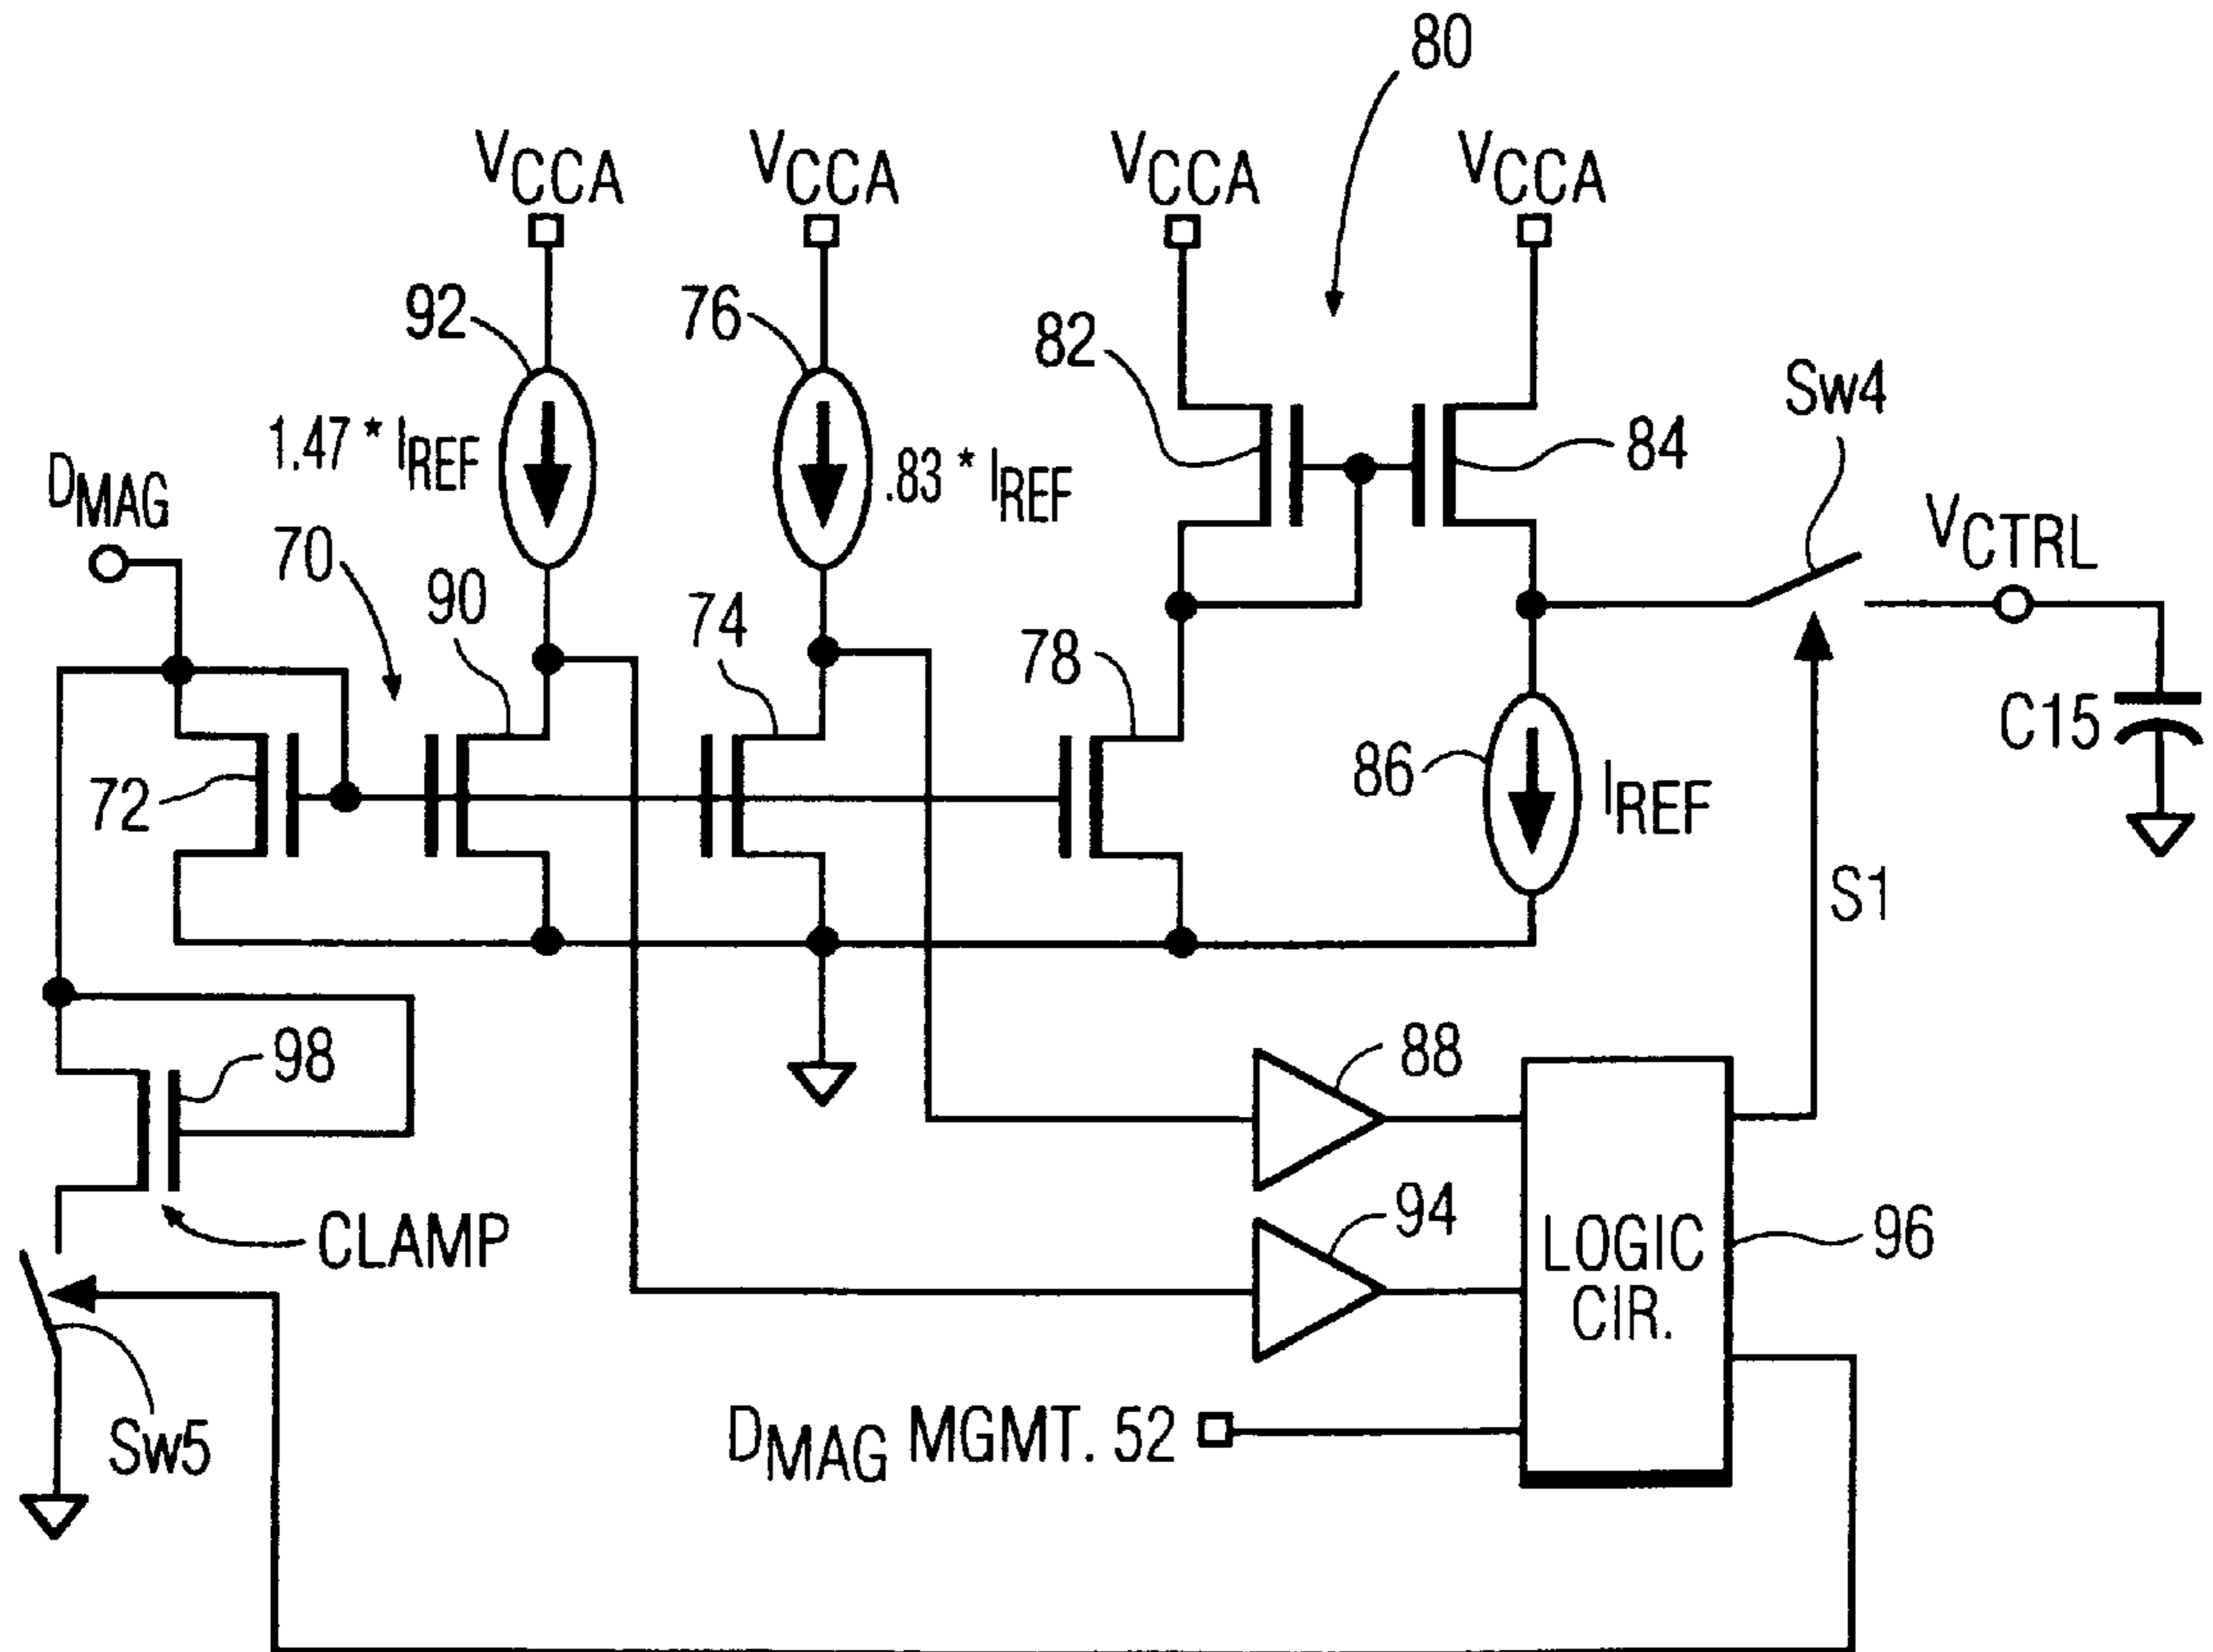 80
VCCA
VCCA
VCCA
VCCA
92
76
82
Sw4
1.47 * IREF
.83 * IREF
84
DMAG
70
90
74
78
VCTRL
72
86
IREF
C15
S1
98
88
CLAMP
94
LOGIC
CIR.
96
Sw5
DMAG MGMT. 52